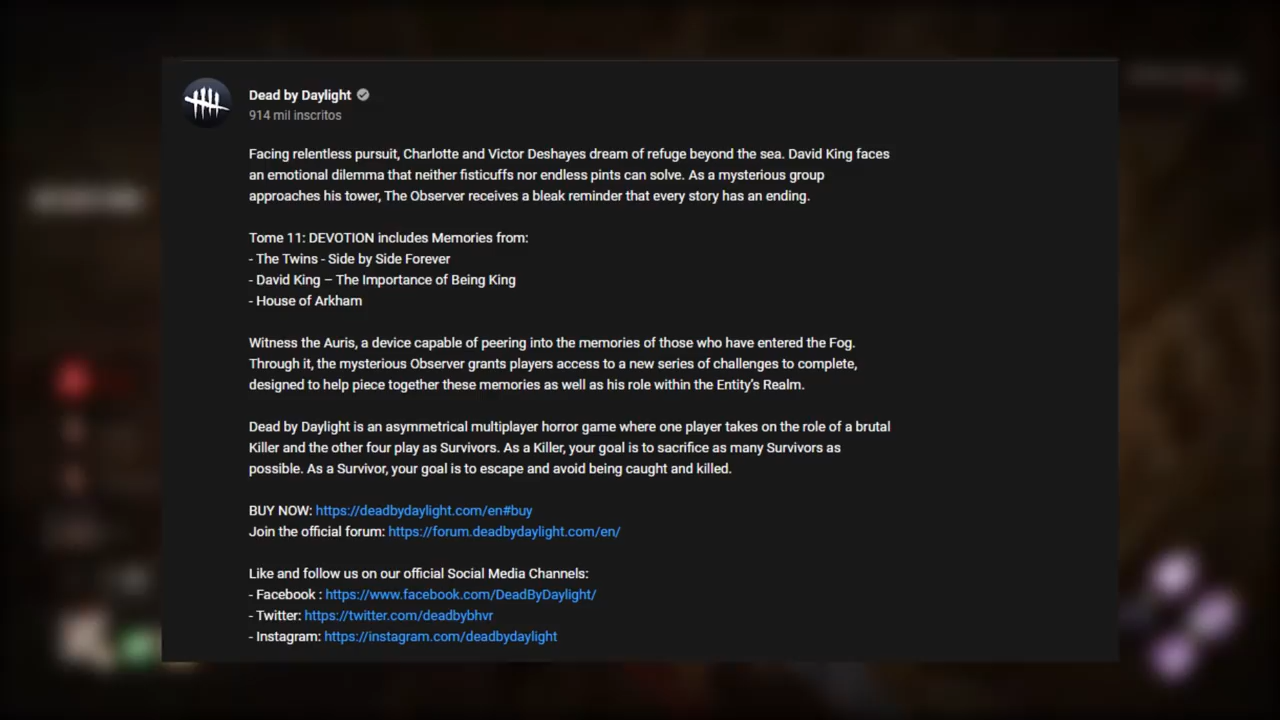 Dead by Daylight
914 mil inscritos
Facing relentless pursuit, Charlotte and Victor Deshayes dream of refuge beyond the sea. David King faces
an emotional dilemma that neither fisticuffs nor endless pints can solve. As a mysterious group
approaches his tower, The Observer receives a bleak reminder that every story has an ending.
Tome 11: DEVOTION includes Memories from:
- The Twins - Side by Side Forever
- David King – The Importance of Being King
- House of Arkham
Witness the Auris, a device capable of peering into the memories of those who have entered the Fog.
Through it, the mysterious Observer grants players access to a new series of challenges to complete,
designed to help piece together these memories as well as his role within the Entity’s Realm.
Dead by Daylight is an asymmetrical multiplayer horror game where one player takes on the role of a brutal
Killer and the other four play as Survivors. As a Killer, your goal is to sacrifice as many Survivors as
possible. As a Survivor, your goal is to escape and avoid being caught and killed.
BUY NOW: https://deadbydaylight.com/en#buy
Join the official forum: https://forum.deadbydaylight.com/en/
Like and follow us on our official Social Media Channels:
- Facebook : https://www.facebook.com/DeadByDaylight/
- Twitter: https://twitter.com/deadbybhvr
- Instagram: https://instagram.com/deadbydaylight